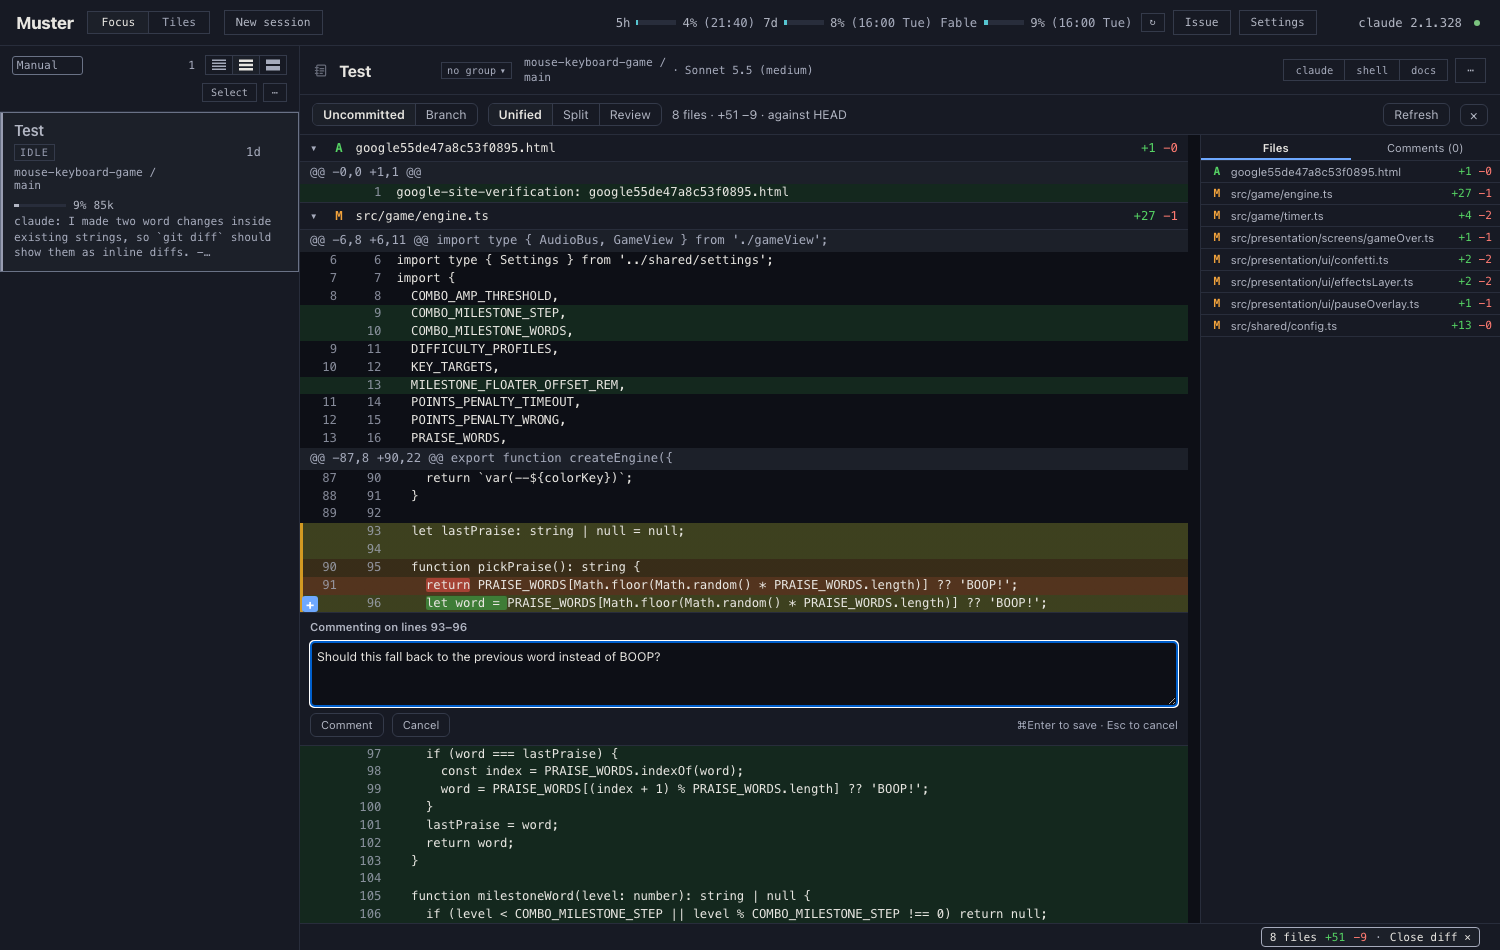 Muster Focus Tiles New session 5h 4% (21:40) 7d 8% (16:00 Tue) Fable 9% (16:00 Tue) ↻ Issue Settings claude 2.1.328
Manual 1
Select ⋯
Test
IDLE 1d
mouse-keyboard-game /
main
9% 85k
claude: I made two word changes inside
existing strings, so `git diff` should
show them as inline diffs. —…
Test no group ▾ mouse-keyboard-game /
main · Sonnet 5.5 (medium) claude shell docs ⋯
Uncommitted Branch Unified Split Review 8 files · +51 −9 · against HEAD Refresh ×
▾ A google55de47a8c53f0895.html +1 −0
@@ −0,0 +1,1 @@
1 google-site-verification: google55de47a8c53f0895.html
▾ M src/game/engine.ts +27 −1
@@ −6,8 +6,11 @@ import type { AudioBus, GameView } from './gameView';
6 6 import type { Settings } from '../shared/settings';
7 7 import {
8 8 COMBO_AMP_THRESHOLD,
9 COMBO_MILESTONE_STEP,
10 COMBO_MILESTONE_WORDS,
9 11 DIFFICULTY_PROFILES,
10 12 KEY_TARGETS,
13 MILESTONE_FLOATER_OFFSET_REM,
11 14 POINTS_PENALTY_TIMEOUT,
12 15 POINTS_PENALTY_WRONG,
13 16 PRAISE_WORDS,
@@ −87,8 +90,22 @@ export function createEngine({
87 90 return `var(--${colorKey})`;
88 91 }
89 92
93 let lastPraise: string | null = null;
94
90 95 function pickPraise(): string {
91 return PRAISE_WORDS[Math.floor(Math.random() * PRAISE_WORDS.length)] ?? 'BOOP!';
+ 96 let word = PRAISE_WORDS[Math.floor(Math.random() * PRAISE_WORDS.length)] ?? 'BOOP!';
Commenting on lines 93–96
Should this fall back to the previous word instead of BOOP?
Comment Cancel ⌘Enter to save · Esc to cancel
97 if (word === lastPraise) {
98 const index = PRAISE_WORDS.indexOf(word);
99 word = PRAISE_WORDS[(index + 1) % PRAISE_WORDS.length] ?? 'BOOP!';
100 }
101 lastPraise = word;
102 return word;
103 }
104
105 function milestoneWord(level: number): string | null {
106 if (level < COMBO_MILESTONE_STEP || level % COMBO_MILESTONE_STEP !== 0) return null;
Files Comments (0)
A google55de47a8c53f0895.html +1 −0
M src/game/engine.ts +27 −1
M src/game/timer.ts +4 −2
M src/presentation/screens/gameOver.ts +1 −1
M src/presentation/ui/confetti.ts +2 −2
M src/presentation/ui/effectsLayer.ts +2 −2
M src/presentation/ui/pauseOverlay.ts +1 −1
M src/shared/config.ts +13 −0
8 files +51 −9 · Close diff ×